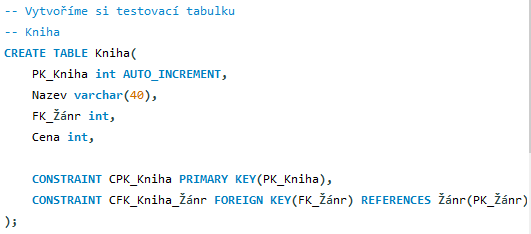 -- Vytvoříme si testovací tabulku
-- Kniha
CREATE TABLE Kniha(
    PK_Kniha int AUTO_INCREMENT,
    Nazev varchar(40),
    FK_Žánr int,
    Cena int,

    CONSTRAINT CPK_Kniha PRIMARY KEY(PK_Kniha),
    CONSTRAINT CFK_Kniha_Žánr FOREIGN KEY(FK_Žánr) REFERENCES Žánr(PK_Žánr)
);